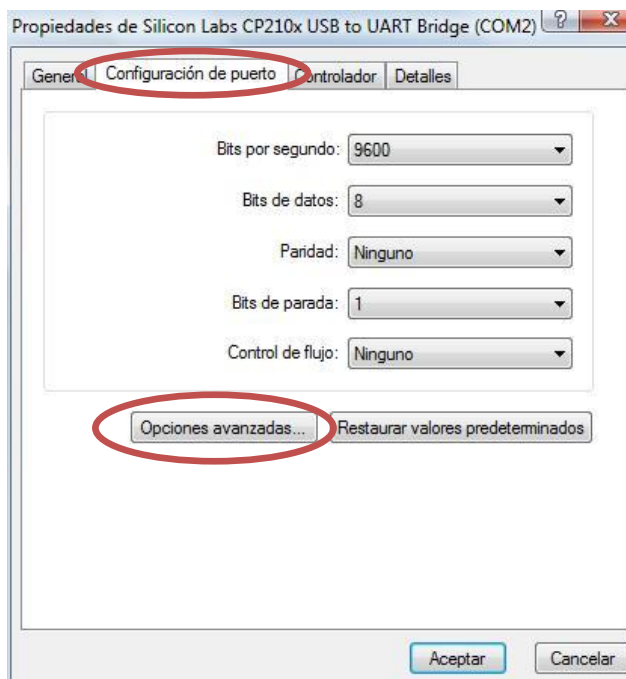 Propiedades de Silicon Labs CP210x USB to UART Bridge (COM2)
General Configuración de puerto Controlador Detalles
Bits por segundo: 9600
Bits de datos: 8
Paridad: Ninguno
Bits de parada: 1
Control de flujo: Ninguno
Opciones avanzadas... Restaurar valores predeterminados
Aceptar Cancelar